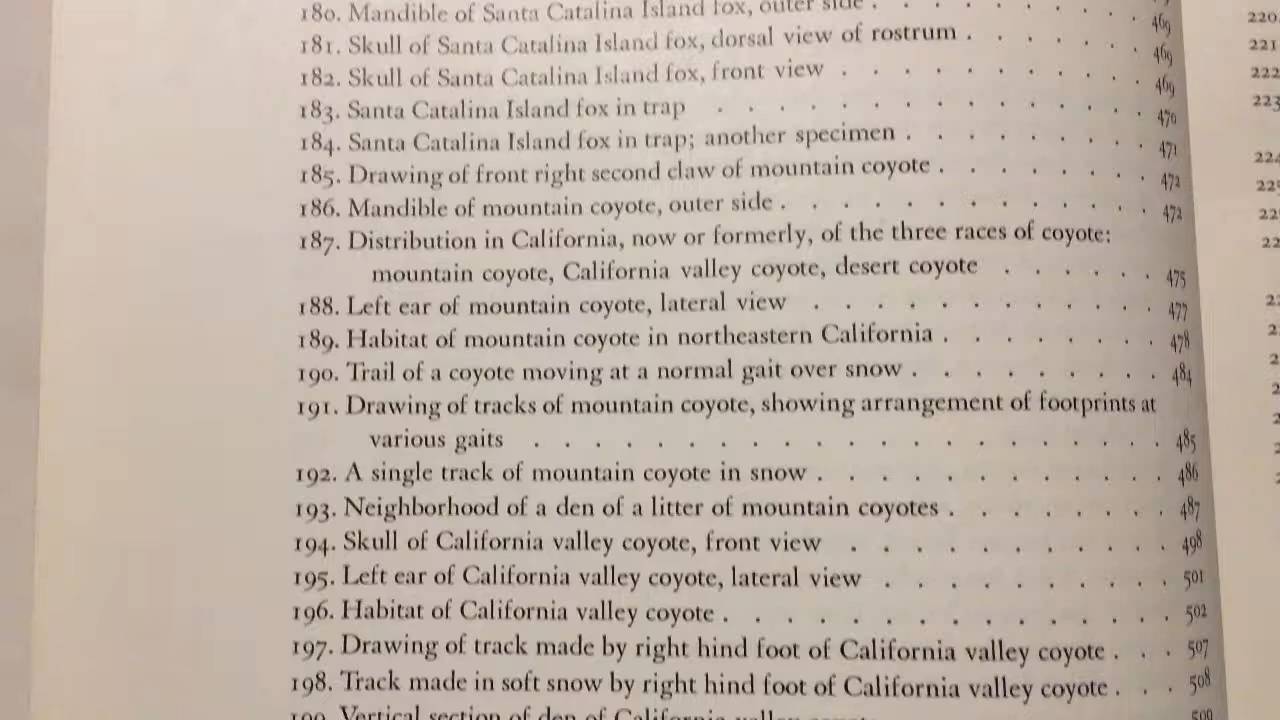 180. Mandible of Santa Catalina Island fox, outer side . . . . . . . . .
181. Skull of Santa Catalina Island fox, dorsal view of rostrum . . . . . . . 469
182. Skull of Santa Catalina Island fox, front view . . . . . . . . . . . 469
183. Santa Catalina Island fox in trap . . . . . . . . . . . . . . 470
184. Santa Catalina Island fox in trap; another specimen . . . . . . . . 471
185. Drawing of front right second claw of mountain coyote . . . . . . . . 472
186. Mandible of mountain coyote, outer side . . . . . . . . . . . . . 472
187. Distribution in California, now or formerly, of the three races of coyote:
mountain coyote, California valley coyote, desert coyote . . . . . . 475
188. Left ear of mountain coyote, lateral view . . . . . . . . . . . . 477
189. Habitat of mountain coyote in northeastern California . . . . . . . . 478
190. Trail of a coyote moving at a normal gait over snow . . . . . . . . . 484
191. Drawing of tracks of mountain coyote, showing arrangement of footprints at
various gaits . . . . . . . . . . . . . . . . . . . . . 485
192. A single track of mountain coyote in snow . . . . . . . . . . . . 486
193. Neighborhood of a den of a litter of mountain coyotes . . . . . . . . 487
194. Skull of California valley coyote, front view . . . . . . . . . . . 498
195. Left ear of California valley coyote, lateral view . . . . . . . . . . 501
196. Habitat of California valley coyote . . . . . . . . . . . . . . . 502
197. Drawing of track made by right hind foot of California valley coyote . . . 507
198. Track made in soft snow by right hind foot of California valley coyote . . . 508
199. Vertical section of den of California valley coyote 509
220.
221
222
223
224